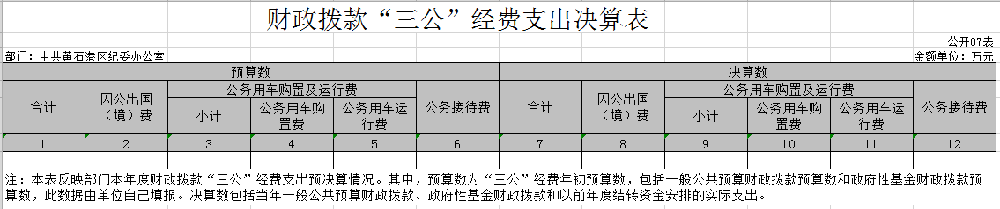 财政拨款“三公”经费支出决算表
公开07表
部门：中共黄石港区纪委办公室 金额单位：万元
预算数 决算数
合计 因公出国（境）费 公务用车购置及运行费 公务接待费 合计 因公出国（境）费 公务用车购置及运行费 公务接待费
小计 公务用车购置费 公务用车运行费 小计 公务用车购置费 公务用车运行费
1 2 3 4 5 6 7 8 9 10 11 12
注：本表反映部门本年度财政拨款“三公”经费支出预决算情况。其中，预算数为“三公”经费年初预算数，包括一般公共预算财政拨款预算数和政府性基金财政拨款预
算数，此数据由单位自己填报。决算数包括当年一般公共预算财政拨款、政府性基金财政拨款和以前年度结转资金安排的实际支出。